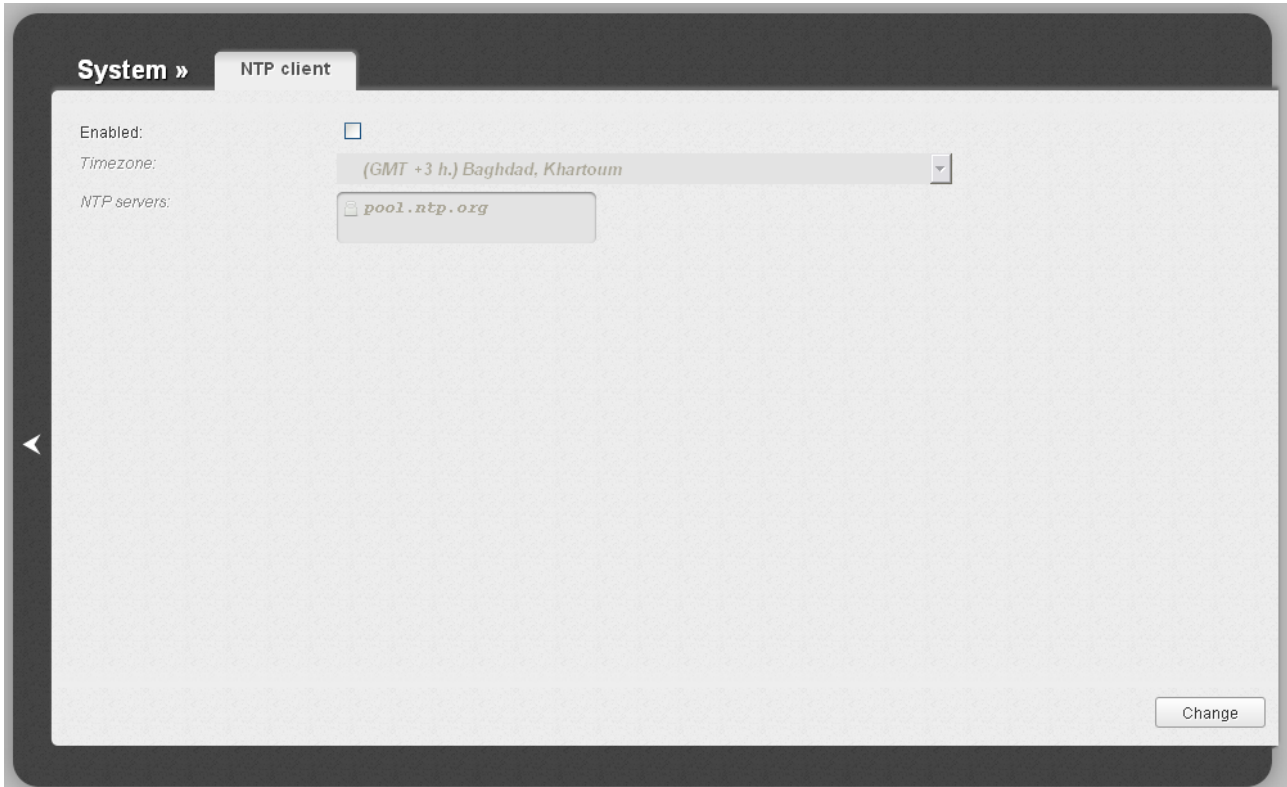 System »
NTP client
Enabled:
Timezone:
(GMT +3 h.) Baghdad, Khartoum
NTP servers:
pool.ntp.org
Change